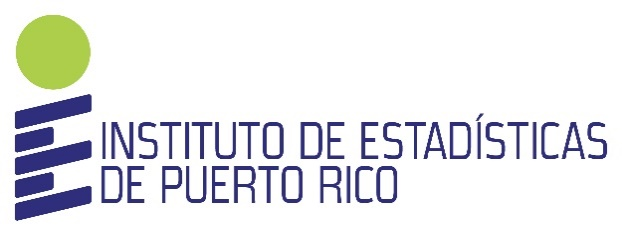 INSTITUTO DE ESTADÍSTICAS
DE PUERTO RICO